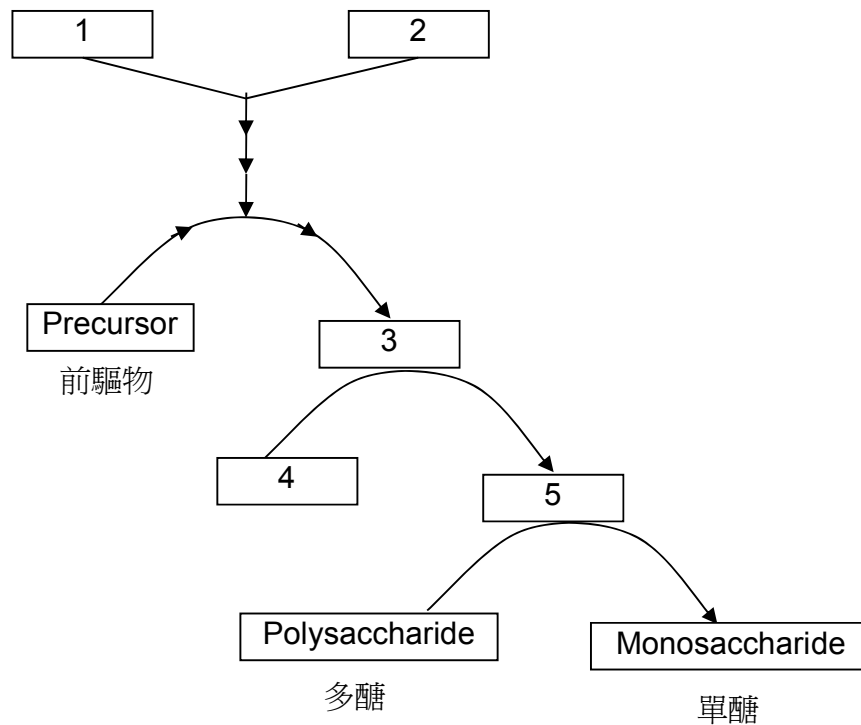 1
2
Precursor
前驅物
3
4
5
Polysaccharide
多醣
Monosaccharide
單醣